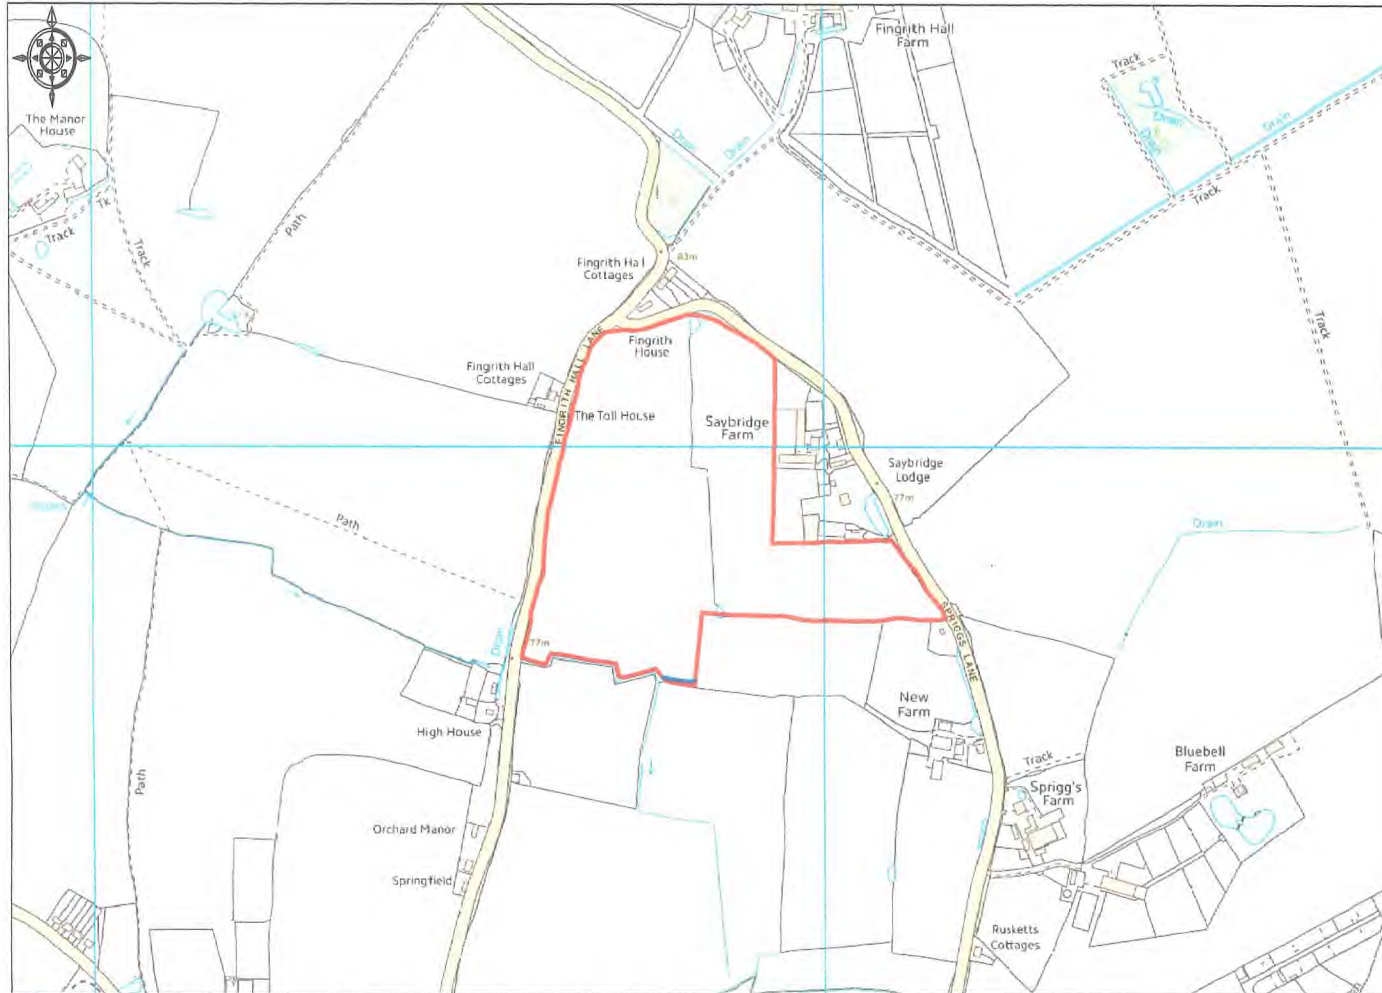 Fingrith Hall
Farm
Track
Drain
Drain
Drain
The Manor
House
Drain
Drain
Drain
Tk
Track
Track
Path
Track
83m
Fingrith Hall
Cottages
Track
Fingrith
House
FINGRITH HALL LANE
Fingrith Hall
Cottages
The Toll House
Saybridge
Farm
Saybridge
Lodge
77m
Path
Drain
SPRIGGS LANE
Drain
77m
New
Farm
High House
Path
Track
Bluebell
Farm
Sprigg's
Farm
Orchard Manor
Springfield
Rusketts
Cottages